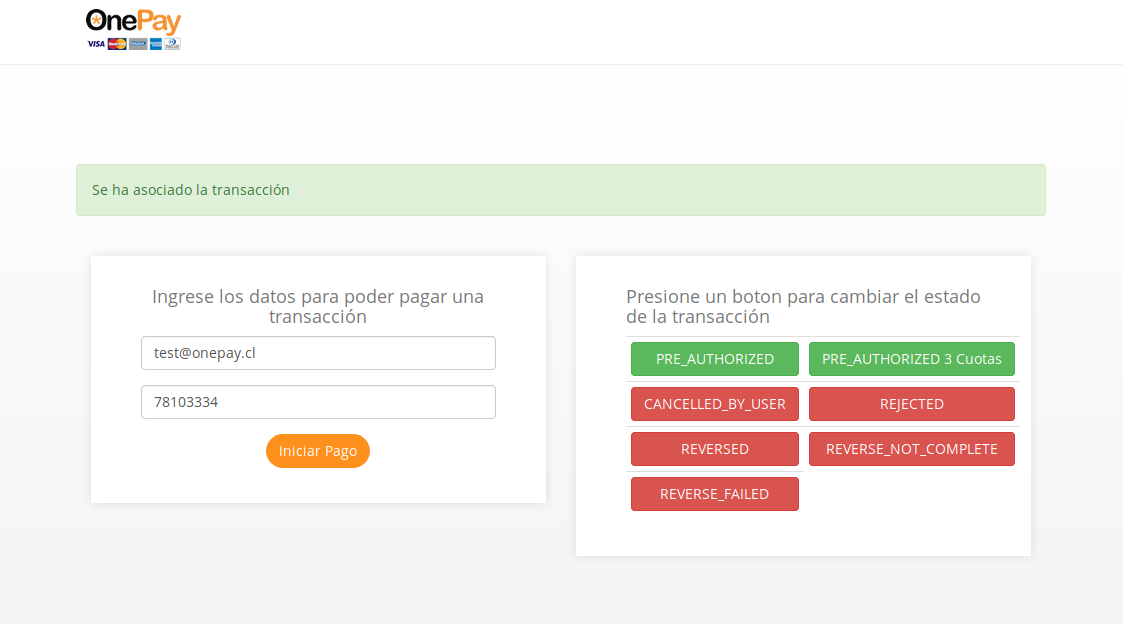 OnePay
VISA
Se ha asociado la transacción
Ingrese los datos para poder pagar una
transacción
test@onepay.cl
78103334
Iniciar Pago
Presione un boton para cambiar el estado
de la transacción
PRE_AUTHORIZED
PRE_AUTHORIZED 3 Cuotas
CANCELLED_BY_USER
REJECTED
REVERSED
REVERSE_NOT_COMPLETE
REVERSE_FAILED